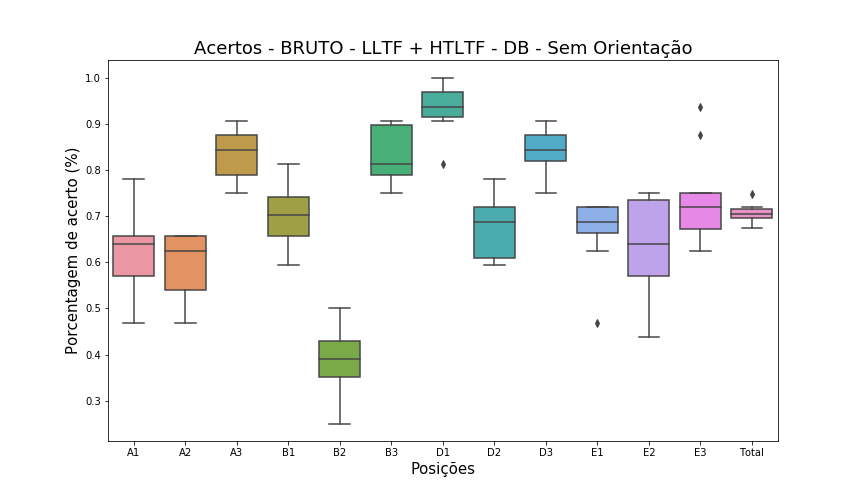 Acertos - BRUTO - LLTF + HTLTF - DB - Sem Orientação
Porcentagem de acerto (%)
1.0
0.9
0.8
0.7
0.6
0.5
0.4
0.3
A1 A2 A3 B1 B2 B3 D1 D2 D3 E1 E2 E3 Total
Posições